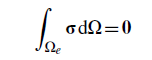 ∫_{Ω_e} σ dΩ = 0